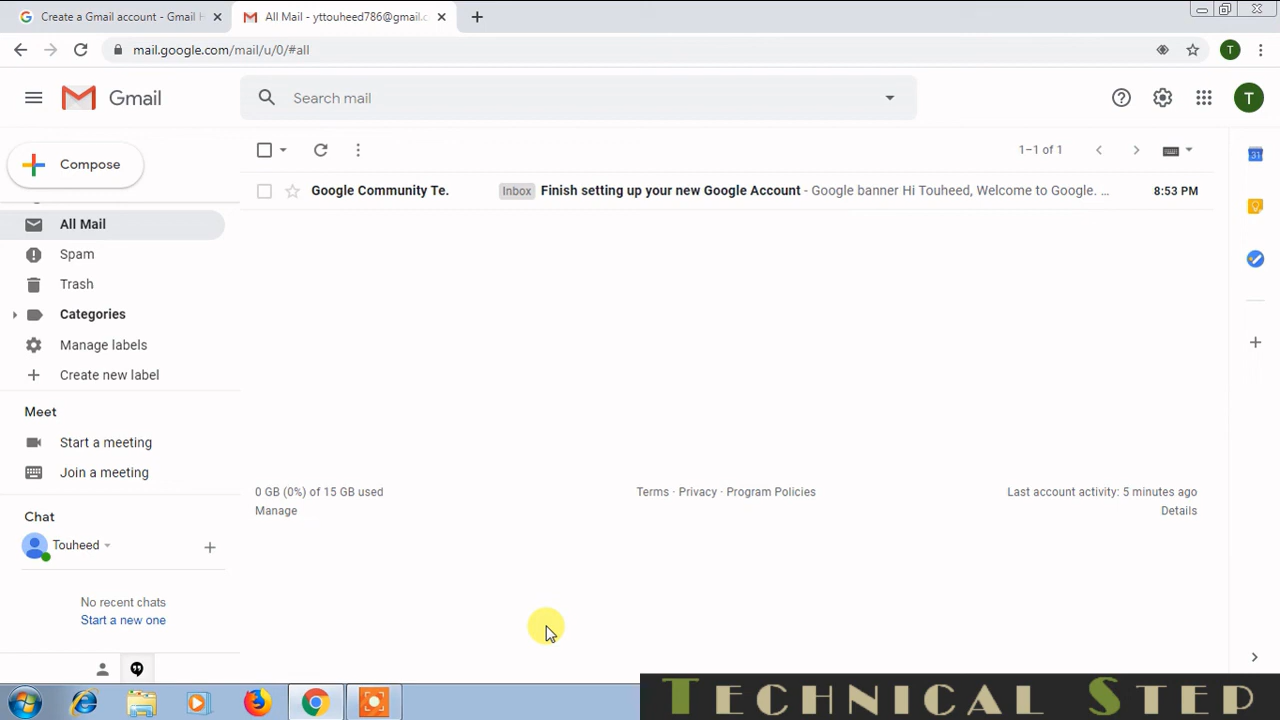 Create a Gmail account - Gmail H
All Mail - yttouheed786@gmail.c
mail.google.com/mail/u/0/#all
T
Gmail
Search mail
T
Compose
1–1 of 1
Google Community Te. Inbox Finish setting up your new Google Account - Google banner Hi Touheed, Welcome to Google. ... 8:53 PM
All Mail
Spam
Trash
Categories
Manage labels
Create new label
Meet
Start a meeting
Join a meeting
0 GB (0%) of 15 GB used
Manage
Terms · Privacy · Program Policies
Last account activity: 5 minutes ago
Details
Chat
Touheed
No recent chats
Start a new one
31
TECHNICAL STEP